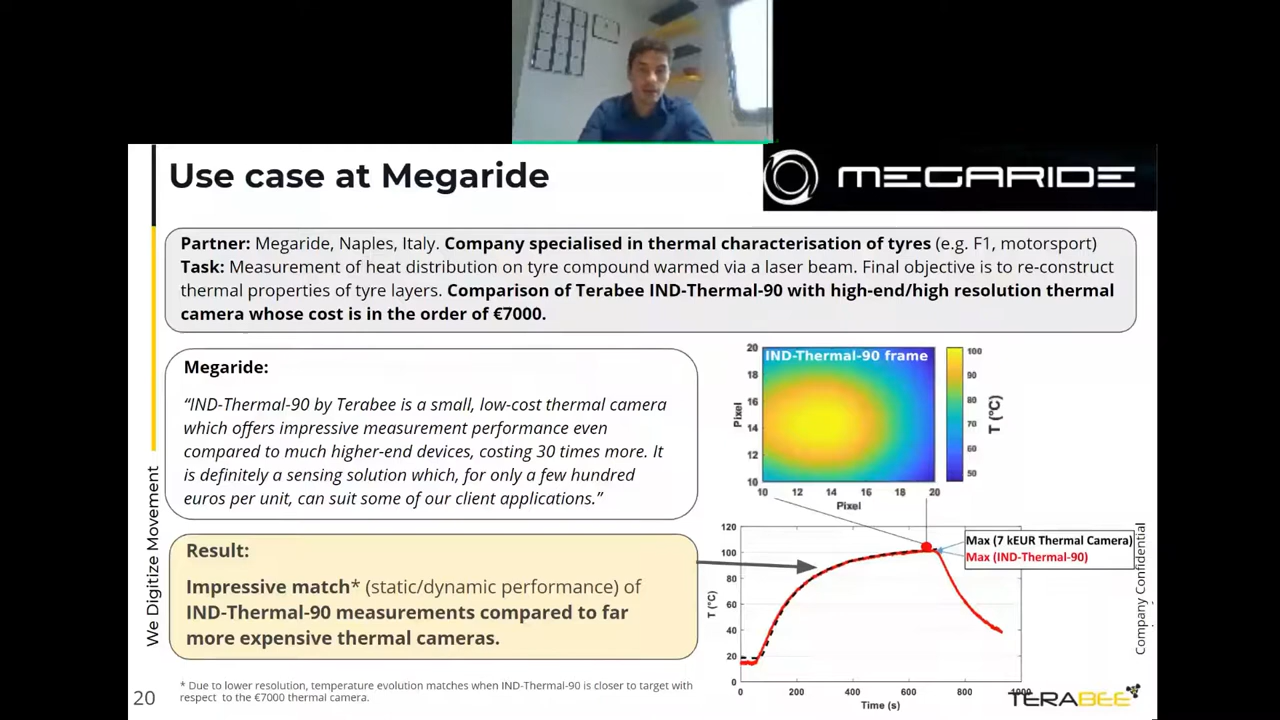 Use case at Megaride
MEGARIDE
Partner: Megaride, Naples, Italy. Company specialised in thermal characterisation of tyres (e.g. F1, motorsport)
Task: Measurement of heat distribution on tyre compound warmed via a laser beam. Final objective is to re-construct
thermal properties of tyre layers. Comparison of Terabee IND-Thermal-90 with high-end/high resolution thermal
camera whose cost is in the order of €7000.
Megaride:
“IND-Thermal-90 by Terabee is a small, low-cost thermal camera
which offers impressive measurement performance even
compared to much higher-end devices, costing 30 times more. It
is definitely a sensing solution which, for only a few hundred
euros per unit, can suit some of our client applications.”
Result:
Impressive match* (static/dynamic performance) of
IND-Thermal-90 measurements compared to far
more expensive thermal cameras.
IND-Thermal-90 frame
20
18
16
14
12
10
Pixel
10 12 14 16 18 20
Pixel
100
90
80
70
60
50
T (°C)
120
100
80
60
40
20
0
T (°C)
0 200 400 600 800 1000
Time (s)
Max (7 kEUR Thermal Camera)
Max (IND-Thermal-90)
We Digitize Movement
Company Confidential
* Due to lower resolution, temperature evolution matches when IND-Thermal-90 is closer to target with
respect to the €7000 thermal camera.
20
TERABEE